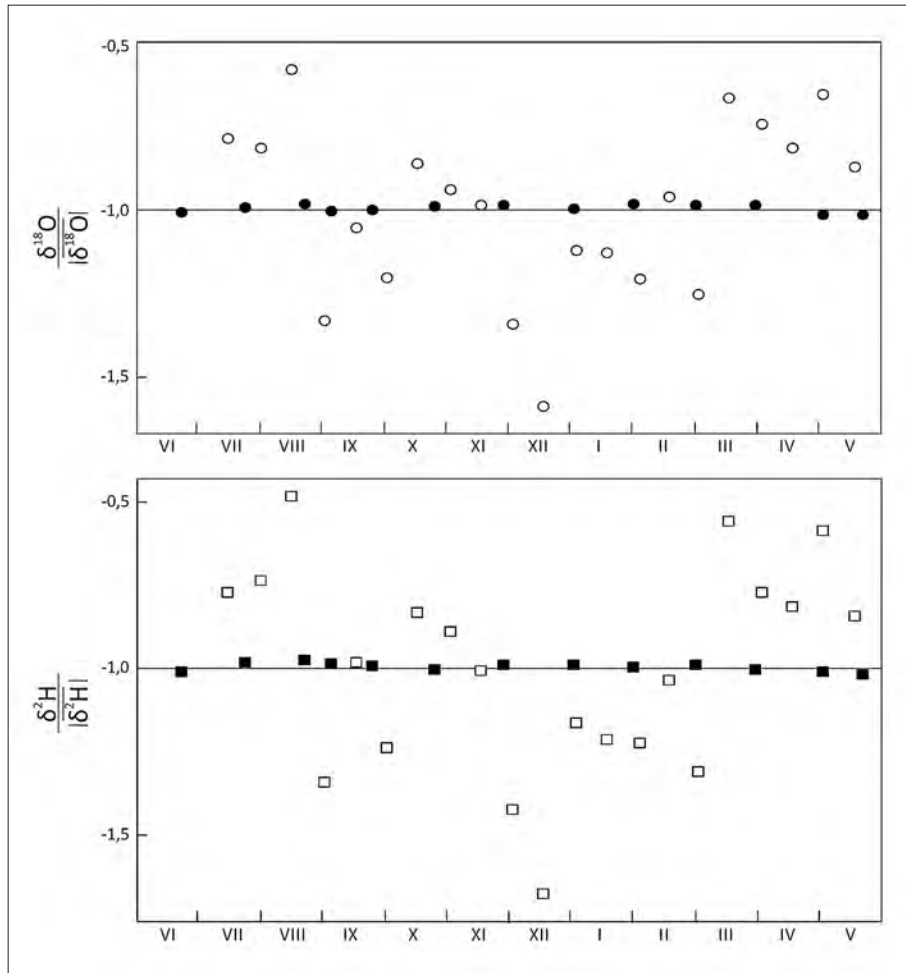 -0,5
-1,0
-1,5
δ¹⁸O
|δ¹⁸O|
VI VII VIII IX X XI XII I II III IV V
-0,5
-1,0
-1,5
δ²H
|δ²H|
VI VII VIII IX X XI XII I II III IV V